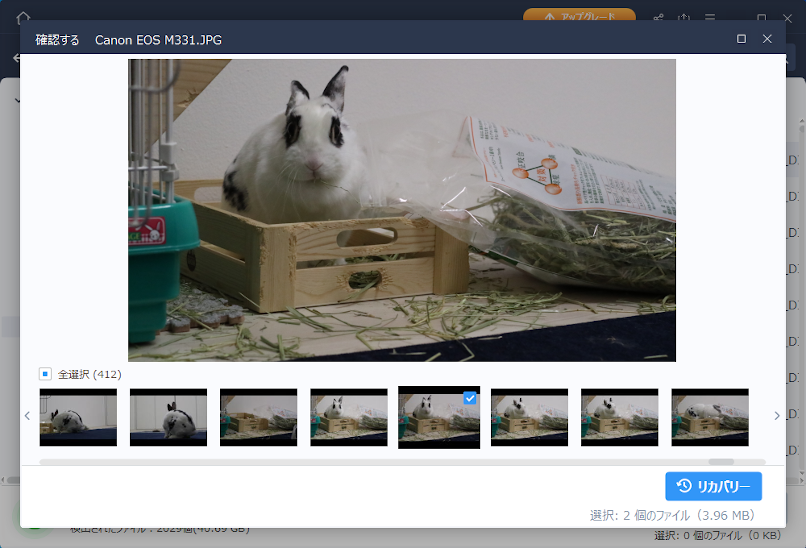 アップグレード
確認する Canon EOS M331.JPG
全選択 (412)
リカバリー
選択: 2 個のファイル（3.96 MB）
検出されたファイル：2029個(40.69 GB)
選択: 0 個のファイル（0 KB）